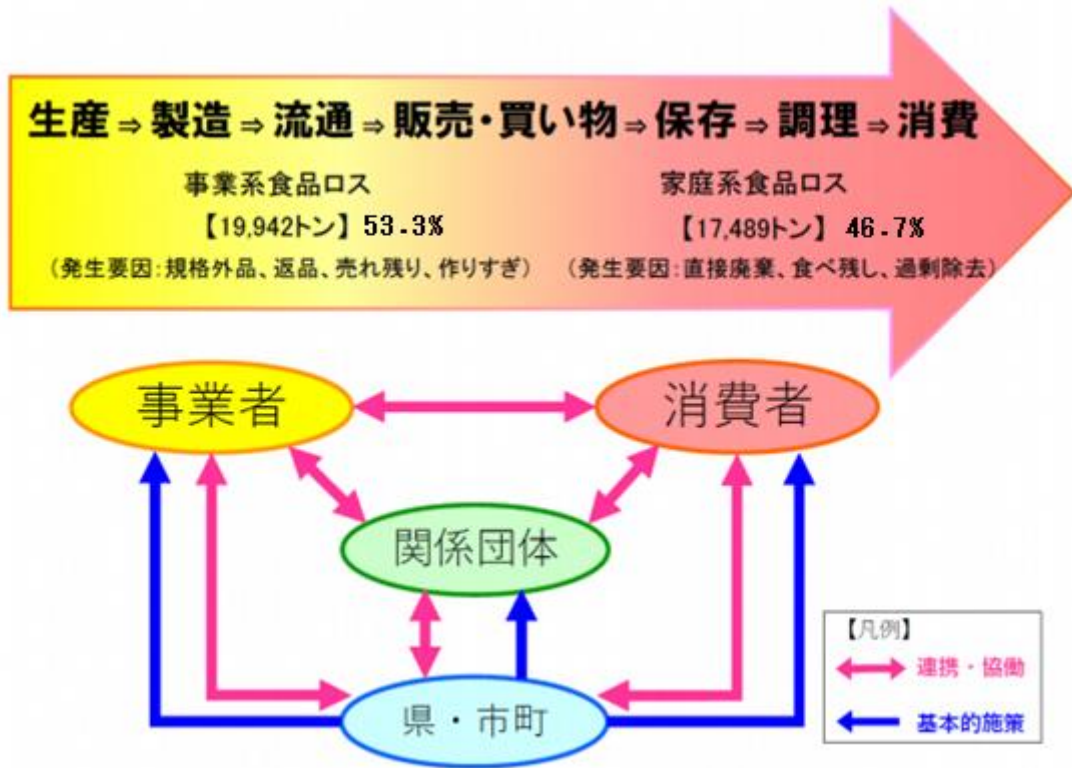 生産⇒製造⇒流通⇒販売・買い物⇒保存⇒調理⇒消費
事業系食品ロス
【19,942トン】 53.3%
(発生要因:規格外品、返品、売れ残り、作りすぎ)
家庭系食品ロス
【17,489トン】 46.7%
(発生要因:直接廃棄、食べ残し、過剰除去)
事業者
消費者
関係団体
県・市町
【凡例】
連携・協働
基本的施策